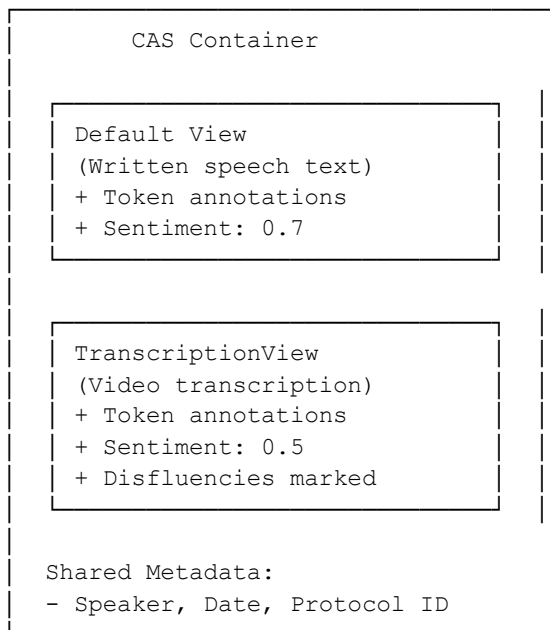 CAS Container
Default View
(Written speech text)
+ Token annotations
+ Sentiment: 0.7
TranscriptionView
(Video transcription)
+ Token annotations
+ Sentiment: 0.5
+ Disfluencies marked
Shared Metadata:
- Speaker, Date, Protocol ID